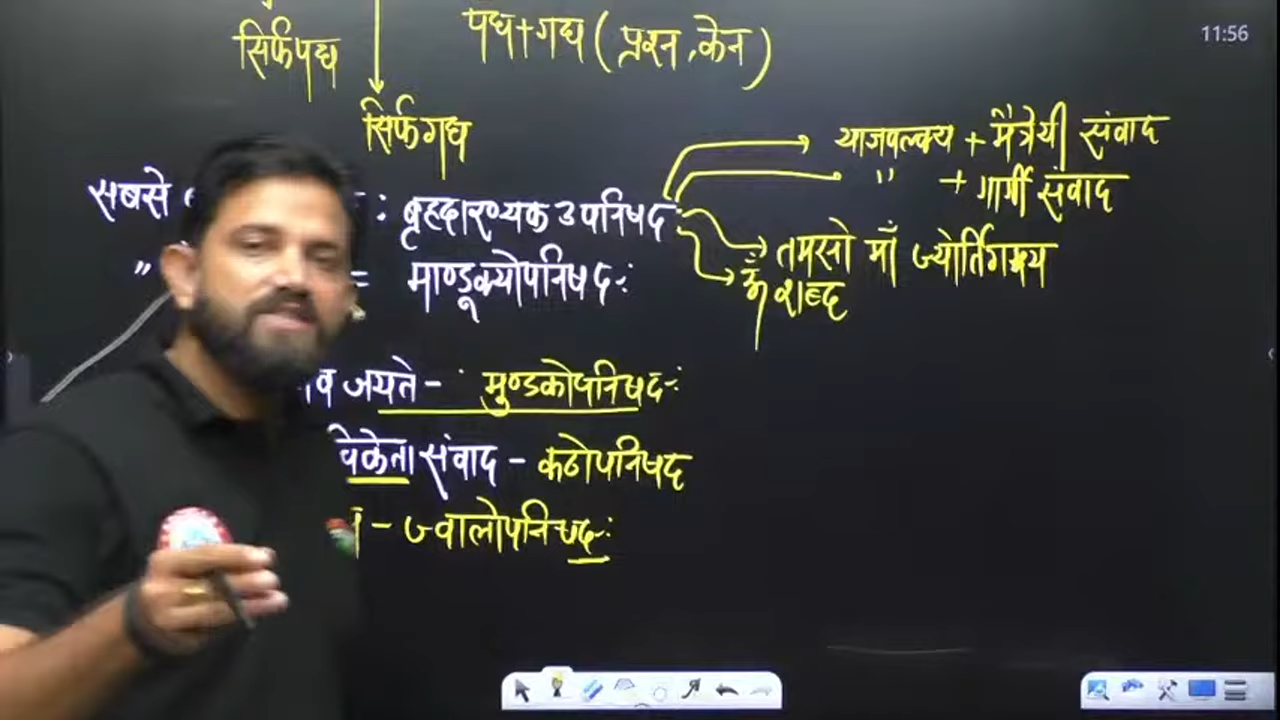 11:56
सिर्फ पद्य
पद्य+गद्य ( प्रश्न, केन )
सिर्फ गद्य
याज्ञवल्क्य + मैत्रेयी संवाद
" + गार्गी संवाद
सबसे : बृहदारण्यक उपनिषद
तमसो माँ ज्योर्तिगमय
" = माण्डूक्योपनिषद :
ॐ शब्द
जयते - मुण्डकोपनिषद :
चिकेता संवाद - कठोपनिषद
- ज्वालोपनिषद :